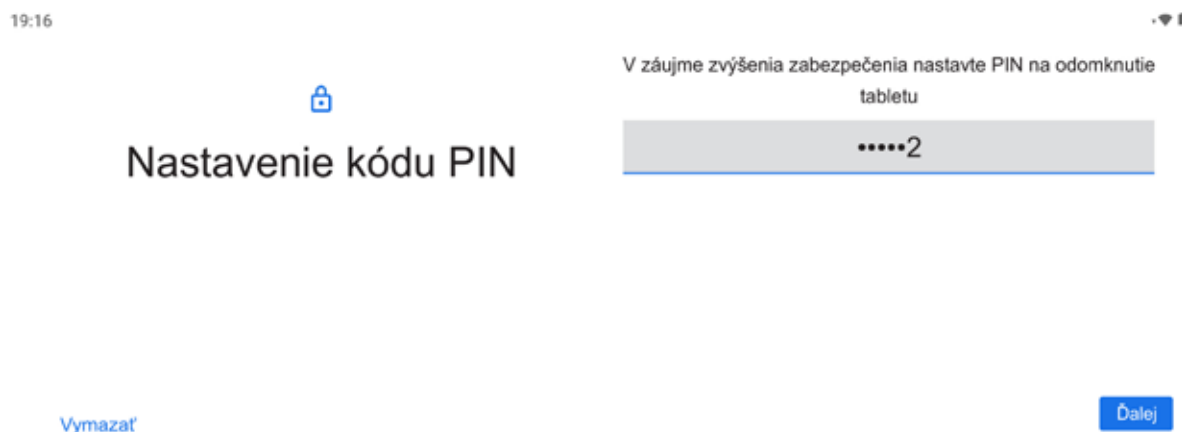 19:16
Nastavenie kódu PIN
V záujme zvýšenia zabezpečenia nastavte PIN na odomknutie
tabletu
•••••2
Vymazať
Ďalej